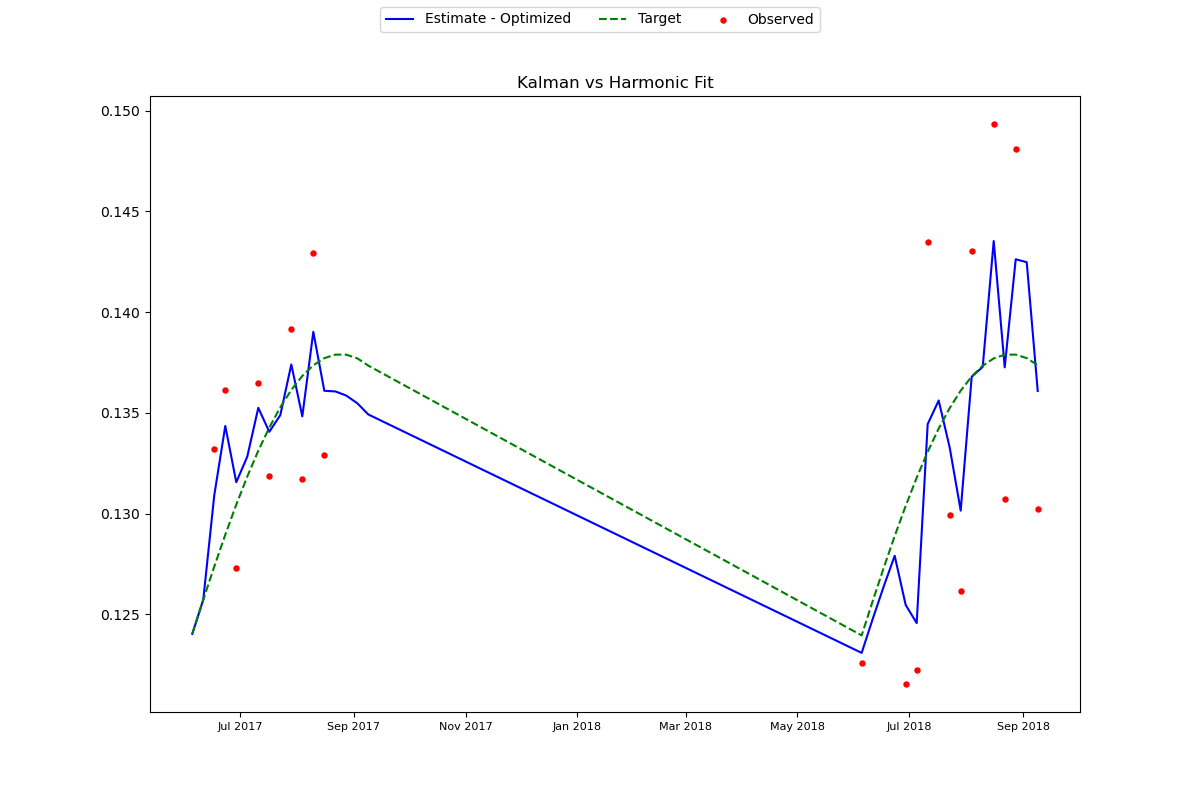 Estimate - Optimized Target Observed
Kalman vs Harmonic Fit
0.150
0.145
0.140
0.135
0.130
0.125
Jul 2017 Sep 2017 Nov 2017 Jan 2018 Mar 2018 May 2018 Jul 2018 Sep 2018